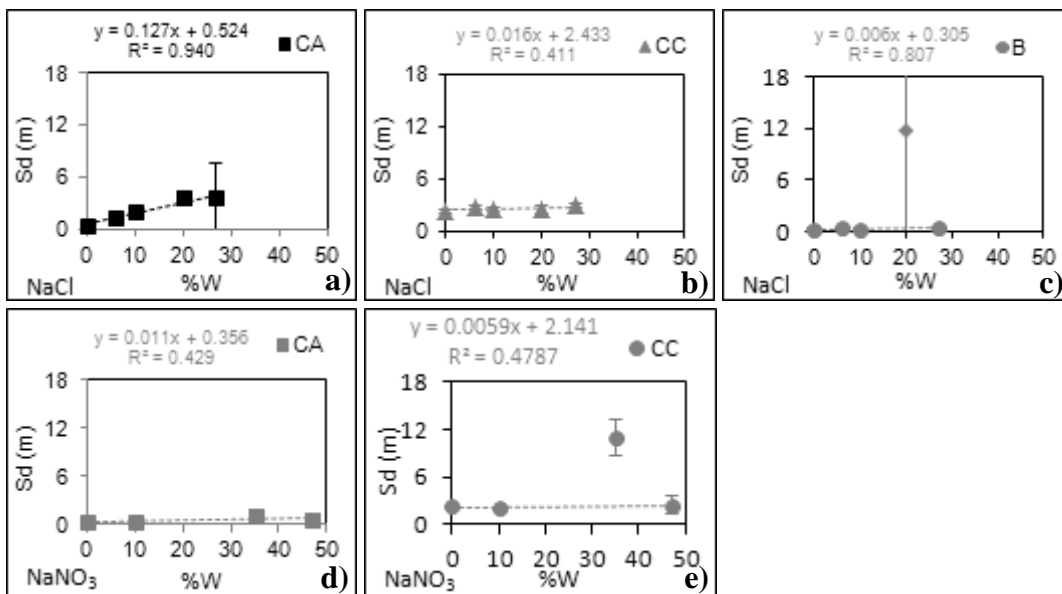 y = 0.127x + 0.524
R² = 0.940
CA
18
12
6
0
Sd (m)
0 10 20 30 40 50
NaCl
%W
a)
y = 0.016x + 2.433
R² = 0.411
CC
18
12
6
0
Sd (m)
0 10 20 30 40 50
NaCl
%W
b)
y = 0.006x + 0.305
R² = 0.807
B
18
12
6
0
Sd (m)
0 10 20 30 40 50
NaCl
%W
c)
y = 0.011x + 0.356
R² = 0.429
CA
18
12
6
0
Sd (m)
0 10 20 30 40 50
NaNO₃
%W
d)
y = 0.0059x + 2.141
R² = 0.4787
CC
18
12
6
0
Sd (m)
0 10 20 30 40 50
NaNO₃
%W
e)